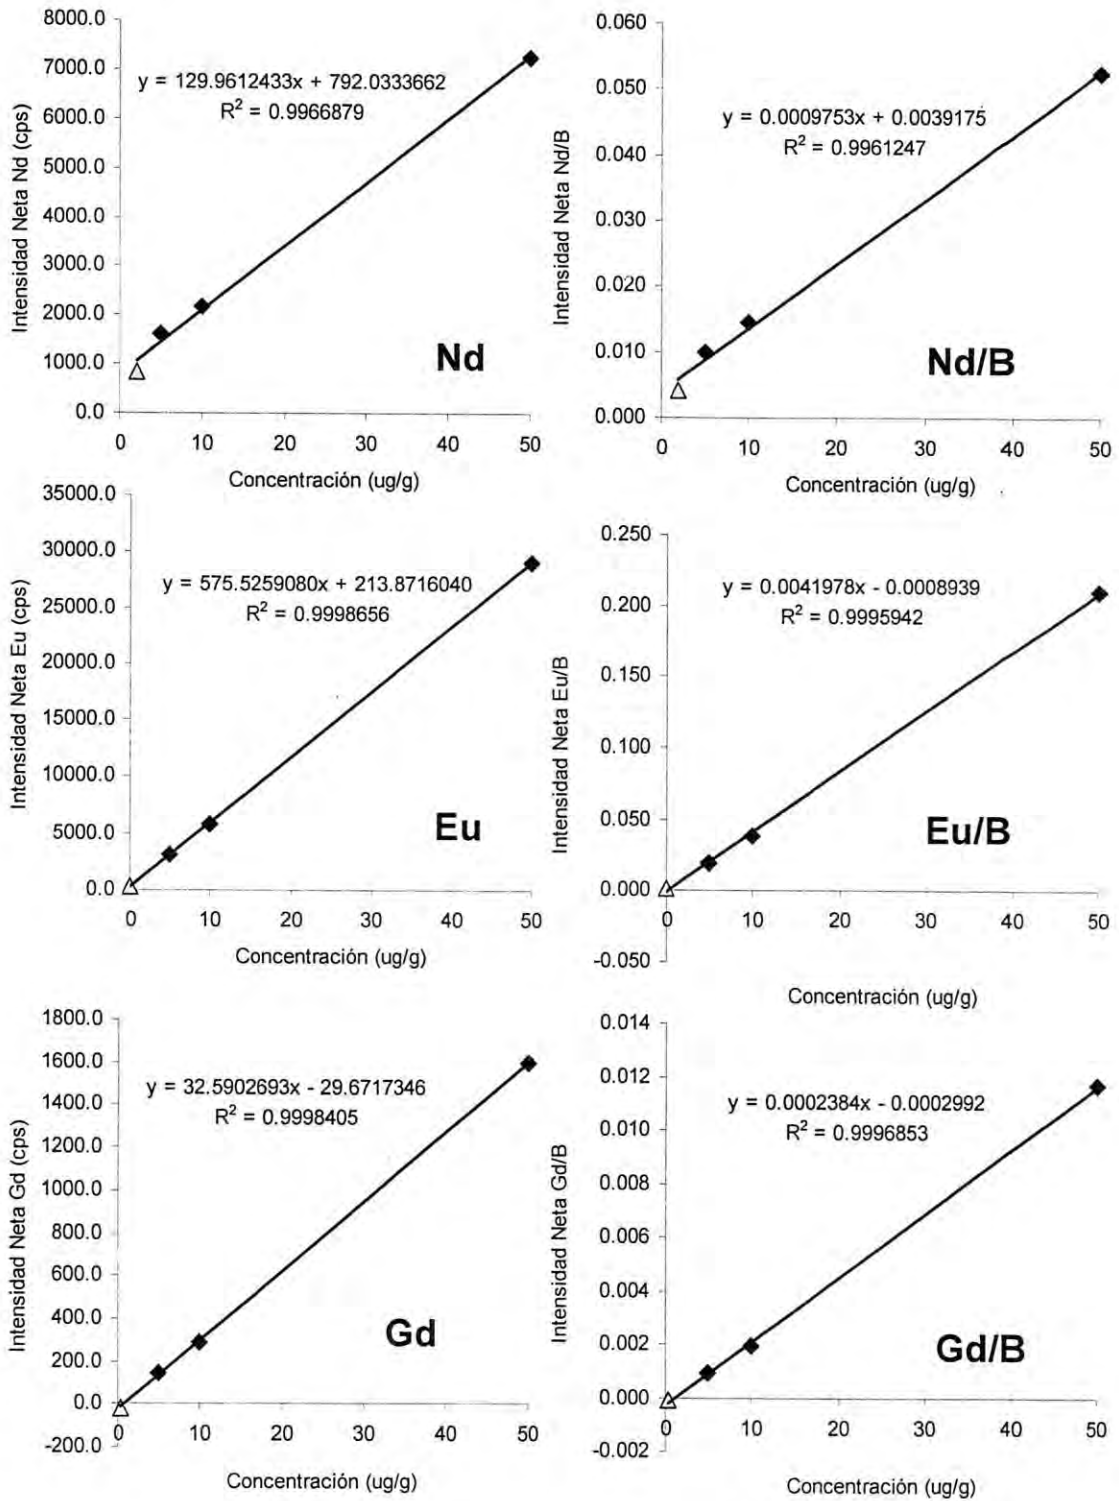 8000.0
7000.0
6000.0
5000.0
4000.0
3000.0
2000.0
1000.0
0.0
Intensidad Neta Nd (cps)
y = 129.9612433x + 792.0333662
R² = 0.9966879
Nd
0 10 20 30 40 50
Concentración (ug/g)
0.060
0.050
0.040
0.030
0.020
0.010
0.000
Intensidad Neta Nd/B
y = 0.0009753x + 0.0039175
R² = 0.9961247
Nd/B
0 10 20 30 40 50
Concentración (ug/g)
35000.0
30000.0
25000.0
20000.0
15000.0
10000.0
5000.0
0.0
Intensidad Neta Eu (cps)
y = 575.5259080x + 213.8716040
R² = 0.9998656
Eu
0 10 20 30 40 50
Concentración (ug/g)
0.250
0.200
0.150
0.100
0.050
0.000
-0.050
Intensidad Neta Eu/B
y = 0.0041978x - 0.0008939
R² = 0.9995942
Eu/B
0 10 20 30 40 50
Concentración (ug/g)
1800.0
1600.0
1400.0
1200.0
1000.0
800.0
600.0
400.0
200.0
0.0
-200.0
Intensidad Neta Gd (cps)
y = 32.5902693x - 29.6717346
R² = 0.9998405
Gd
0 10 20 30 40 50
Concentración (ug/g)
0.014
0.012
0.010
0.008
0.006
0.004
0.002
0.000
-0.002
Intensidad Neta Gd/B
y = 0.0002384x - 0.0002992
R² = 0.9996853
Gd/B
0 10 20 30 40 50
Concentración (ug/g)